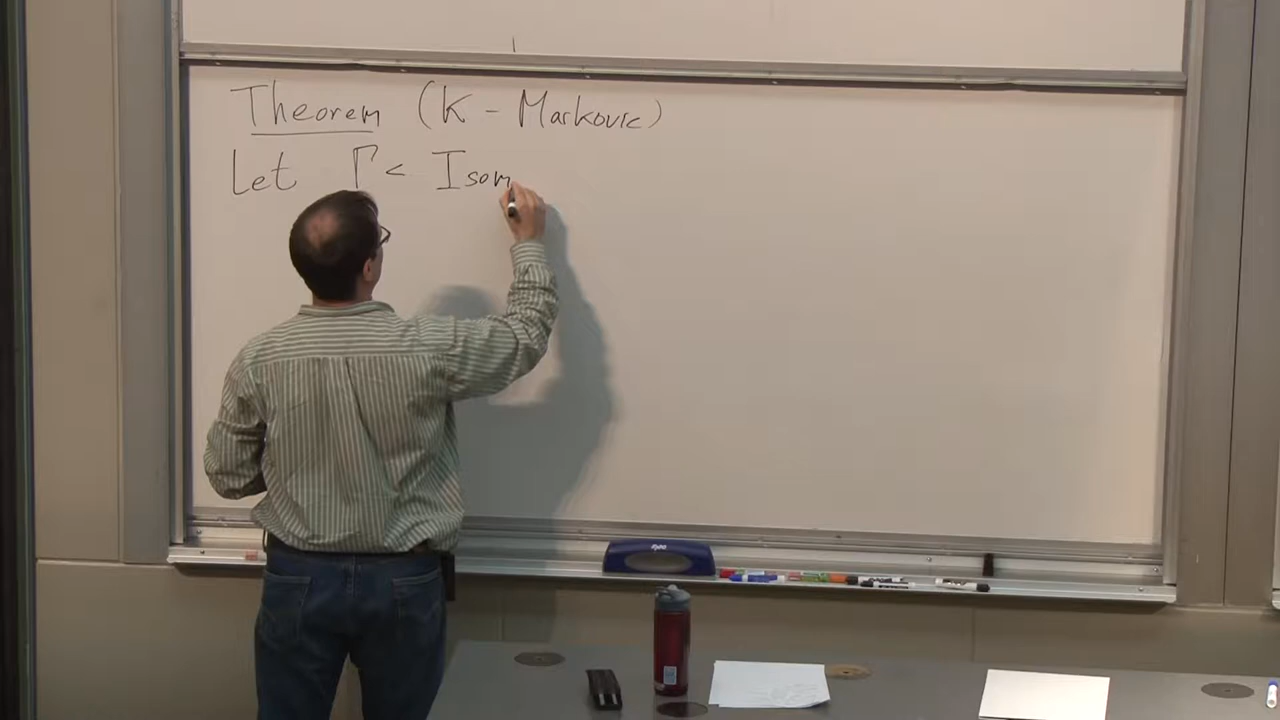 Theorem (K - Markovic)
Let Γ < Isom